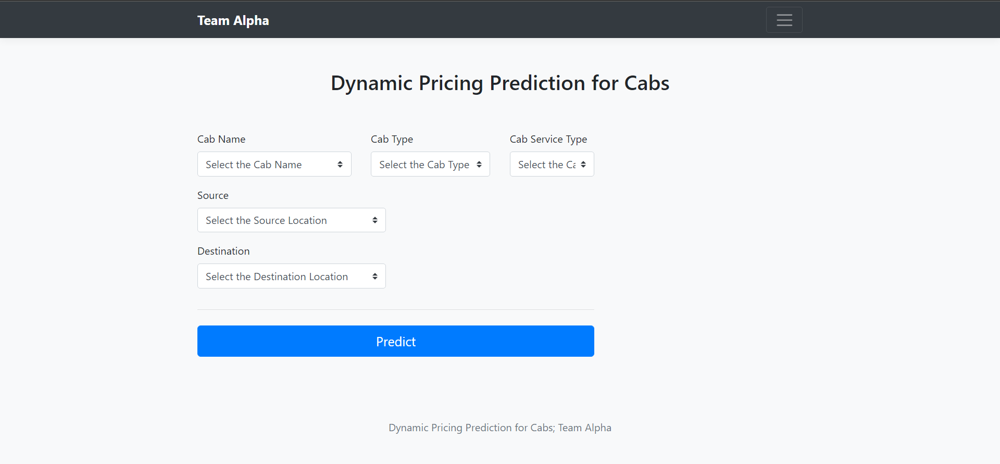 Team Alpha
Dynamic Pricing Prediction for Cabs
Cab Name
Cab Type
Cab Service Type
Select the Cab Name
Select the Cab Type
Select the Ca
Source
Select the Source Location
Destination
Select the Destination Location
Predict
Dynamic Pricing Prediction for Cabs; Team Alpha